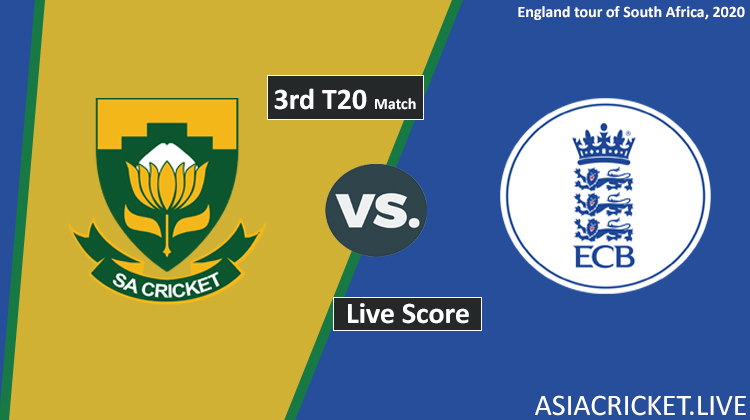 England tour of South Africa, 2020
3rd T20 Match
VS.
SA CRICKET
ECB
Live Score
ASIACRICKET.LIVE